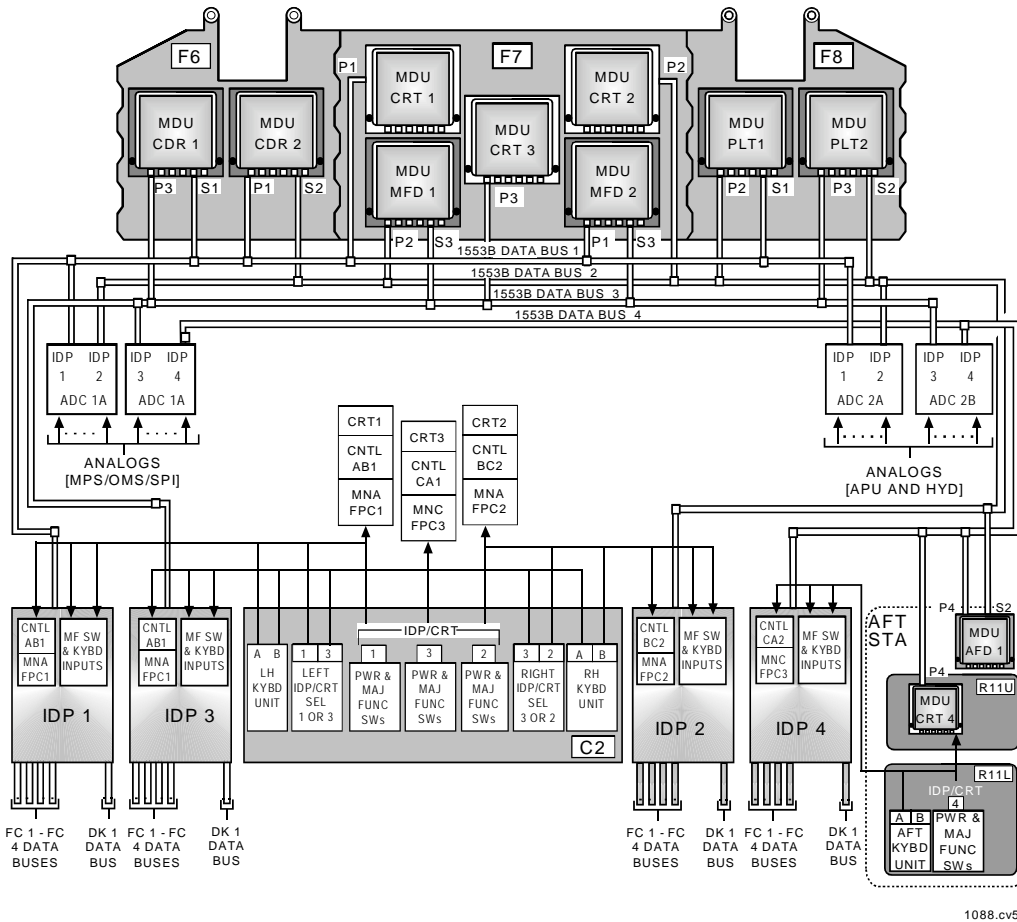 F6
F7
F8
P1
P2
MDU
CDR 1
MDU
CDR 2
MDU
CRT 1
MDU
CRT 3
MDU
CRT 2
MDU
MFD 1
MDU
MFD 2
MDU
PLT1
MDU
PLT2
P3
S1
P1
S2
P3
P2
S1
P3
S2
P2
S3
P1
S3
1553B DATA BUS 1
1553B DATA BUS 2
1553B DATA BUS 3
1553B DATA BUS 4
IDP
1
IDP
2
ADC 1A
IDP
3
IDP
4
ADC 1A
IDP
1
IDP
2
ADC 2A
IDP
3
IDP
4
ADC 2B
ANALOGS
[MPS/OMS/SPI]
ANALOGS
[APU AND HYD]
CRT1
CNTL
AB1
MNA
FPC1
CRT3
CNTL
CA1
MNC
FPC3
CRT2
CNTL
BC2
MNA
FPC2
CNTL
AB1
MNA
FPC1
MF SW
& KYBD
INPUTS
IDP 1
CNTL
AB1
MNA
FPC1
MF SW
& KYBD
INPUTS
IDP 3
IDP/CRT
A B
LH
KYBD
UNIT
1 3
LEFT
IDP/CRT
SEL
1 OR 3
1
PWR &
MAJ
FUNC
SWs
3
PWR &
MAJ
FUNC
SWs
2
PWR &
MAJ
FUNC
SWs
3 2
RIGHT
IDP/CRT
SEL
3 OR 2
A B
RH
KYBD
UNIT
C2
CNTL
BC2
MNA
FPC2
MF SW
& KYBD
INPUTS
IDP 2
CNTL
CA2
MNC
FPC3
MF SW
& KYBD
INPUTS
IDP 4
AFT
STA
P4
S2
MDU
AFD 1
P4
R11U
MDU
CRT 4
R11L
IDP/CRT
4
A B
AFT
KYBD
UNIT
PWR &
MAJ
FUNC
SWs
FC 1 - FC
4 DATA
BUSES
DK 1
DATA
BUS
FC 1 - FC
4 DATA
BUSES
DK 1
DATA
BUS
FC 1 - FC
4 DATA
BUSES
DK 1
DATA
BUS
FC 1 - FC
4 DATA
BUSES
DK 1
DATA
BUS
1088.cv5